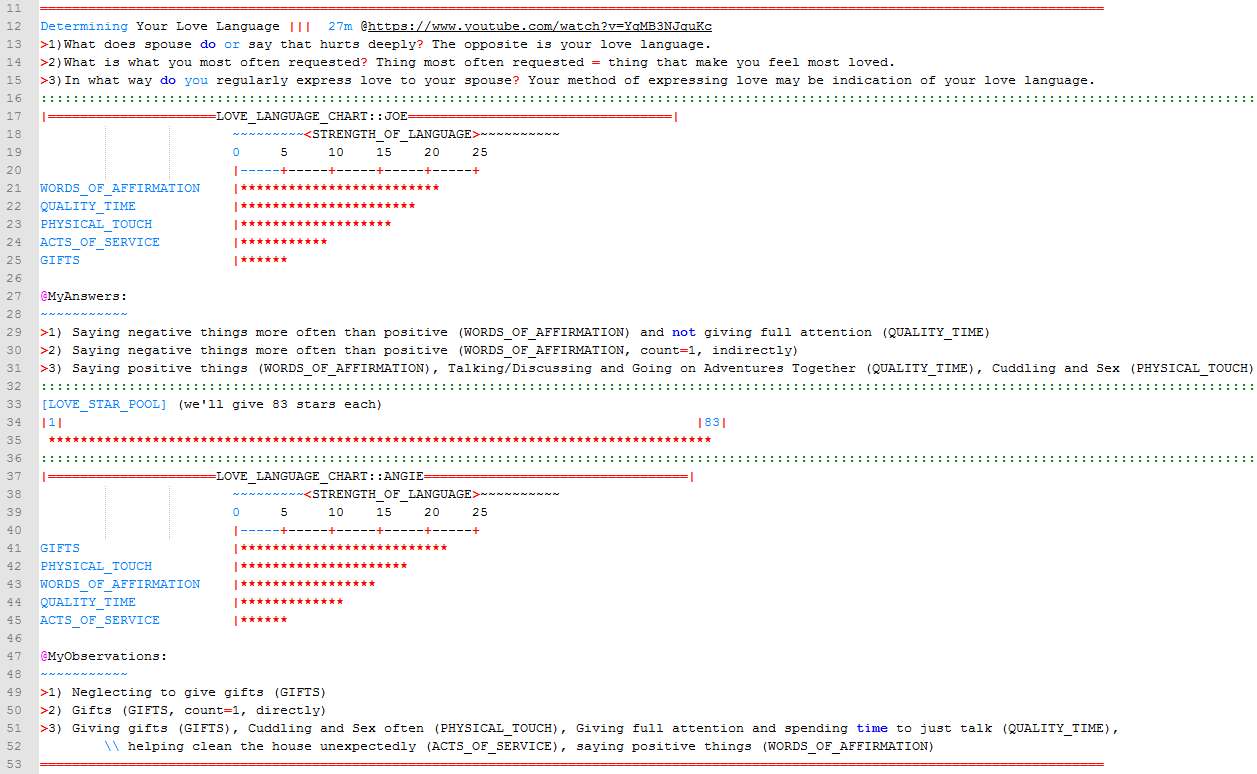 11 =====================================================================================================================================
12 Determining Your Love Language ||| 27m @https://www.youtube.com/watch?v=YqMB3NJquKc
13 >1)What does spouse do or say that hurts deeply? The opposite is your love language.
14 >2)What is what you most often requested? Thing most often requested = thing that make you feel most loved.
15 >3)In what way do you regularly express love to your spouse? Your method of expressing love may be indication of your love language.
16 ::::::::::::::::::::::::::::::::::::::::::::::::::::::::::::::::::::::::::::::::::::::::::::::::::::::::::::::::::::::::::::::::::::::::::::::::::::::::
17 |=====================LOVE_LANGUAGE_CHART::JOE=================================|
18 ~~~~~~~~~<STRENGTH_OF_LANGUAGE>~~~~~~~~~~
19 0 5 10 15 20 25
20 |-----+-----+-----+-----+-----+
21 WORDS_OF_AFFIRMATION |*************************
22 QUALITY_TIME |**********************
23 PHYSICAL_TOUCH |*******************
24 ACTS_OF_SERVICE |***********
25 GIFTS |******
26
27 @MyAnswers:
28 ~~~~~~~~~~~
29 >1) Saying negative things more often than positive (WORDS_OF_AFFIRMATION) and not giving full attention (QUALITY_TIME)
30 >2) Saying negative things more often than positive (WORDS_OF_AFFIRMATION, count=1, indirectly)
31 >3) Saying positive things (WORDS_OF_AFFIRMATION), Talking/Discussing and Going on Adventures Together (QUALITY_TIME), Cuddling and Sex (PHYSICAL_TOUCH)
32 ::::::::::::::::::::::::::::::::::::::::::::::::::::::::::::::::::::::::::::::::::::::::::::::::::::::::::::::::::::::::::::::::::::::::::::::::::::::::
33 [LOVE_STAR_POOL] (we'll give 83 stars each)
34 |1| |83|
35 ***********************************************************************************
36 ::::::::::::::::::::::::::::::::::::::::::::::::::::::::::::::::::::::::::::::::::::::::::::::::::::::::::::::::::::::::::::::::::::::::::::::::::::::::
37 |=====================LOVE_LANGUAGE_CHART::ANGIE=================================|
38 ~~~~~~~~~<STRENGTH_OF_LANGUAGE>~~~~~~~~~~
39 0 5 10 15 20 25
40 |-----+-----+-----+-----+-----+
41 GIFTS |**************************
42 PHYSICAL_TOUCH |*********************
43 WORDS_OF_AFFIRMATION |*****************
44 QUALITY_TIME |*************
45 ACTS_OF_SERVICE |******
46
47 @MyObservations:
48 ~~~~~~~~~~~
49 >1) Neglecting to give gifts (GIFTS)
50 >2) Gifts (GIFTS, count=1, directly)
51 >3) Giving gifts (GIFTS), Cuddling and Sex often (PHYSICAL_TOUCH), Giving full attention and spending time to just talk (QUALITY_TIME),
52 \\ helping clean the house unexpectedly (ACTS_OF_SERVICE), saying positive things (WORDS_OF_AFFIRMATION)
53 =====================================================================================================================================